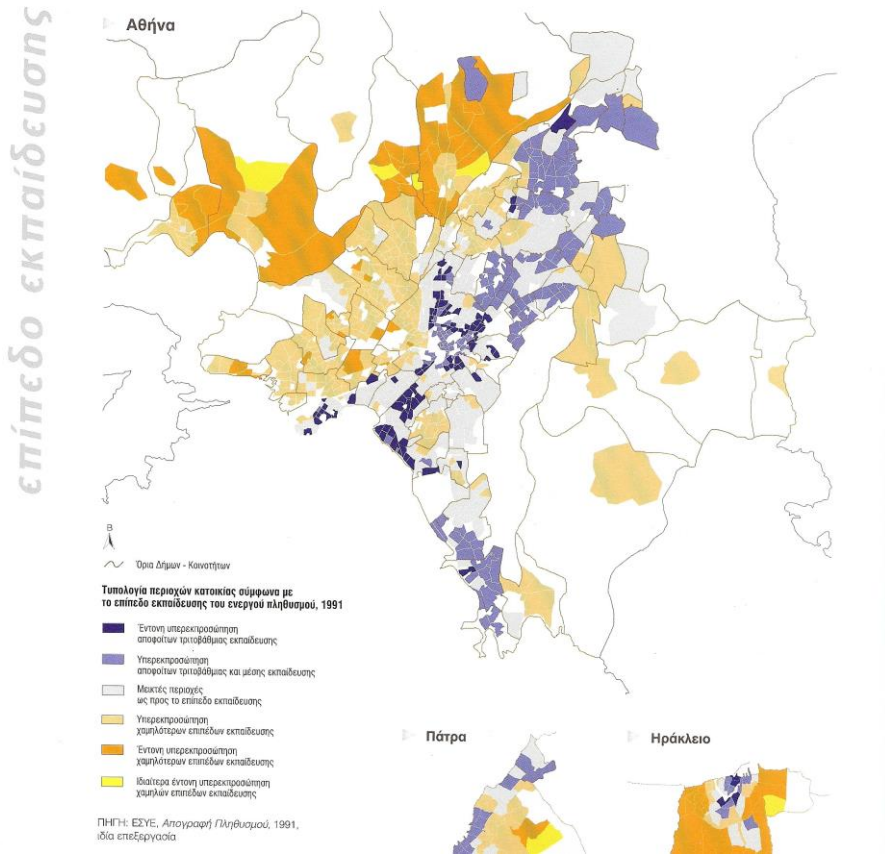 επίπεδο εκπαίδευσης
Αθήνα
Β
Όρια Δήμων - Κοινοτήτων
Τυπολογία περιοχών κατοικίας σύμφωνα με
το επίπεδο εκπαίδευσης του ενεργού πληθυσμού, 1991
Έντονη υπερεκπροσώπηση
αποφοίτων τριτοβάθμιας εκπαίδευσης
Υπερεκπροσώπηση
αποφοίτων τριτοβάθμιας και μέσης εκπαίδευσης
Μεικτές περιοχές
ως προς το επίπεδο εκπαίδευσης
Υπερεκπροσώπηση
χαμηλότερων επιπέδων εκπαίδευσης
Έντονη υπερεκπροσώπηση
χαμηλότερων επιπέδων εκπαίδευσης
Ιδιαίτερα έντονη υπερεκπροσώπηση
χαμηλών επιπέδων εκπαίδευσης
ΠΗΓΗ: ΕΣΥΕ, Απογραφή Πληθυσμού, 1991,
ιδία επεξεργασία
Πάτρα
Ηράκλειο